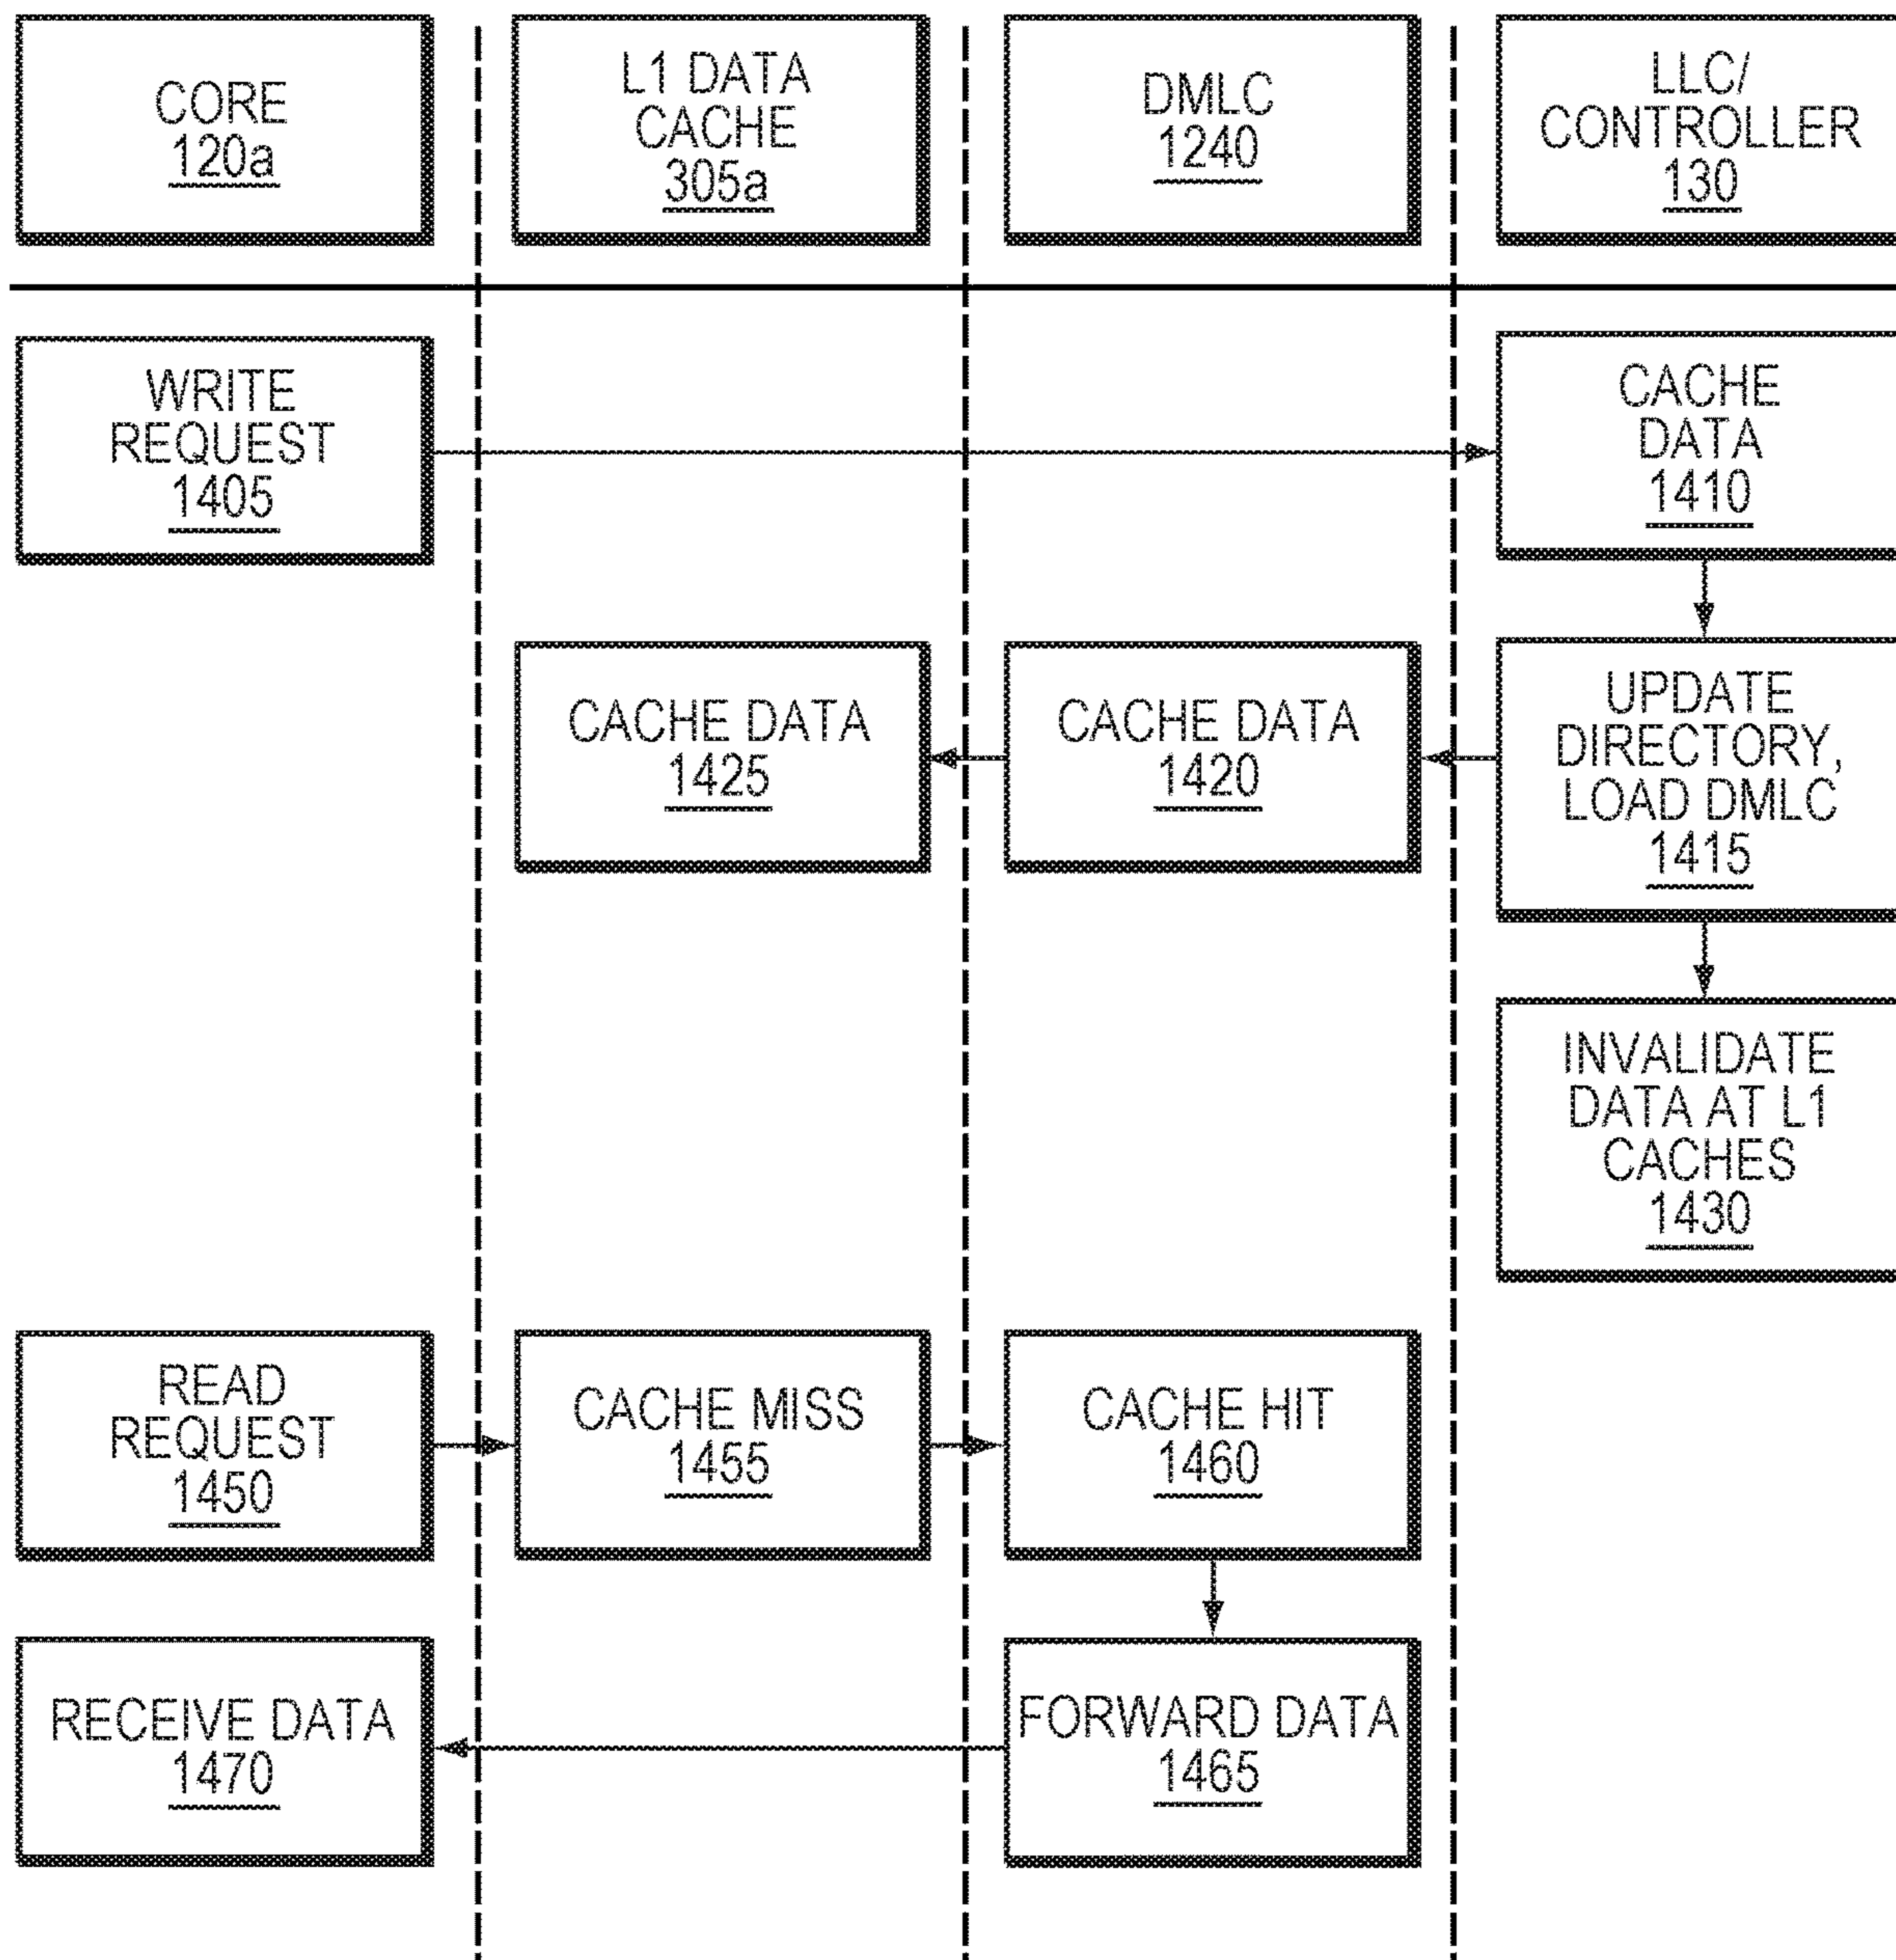 CORE
120a
L1 DATA
CACHE
305a
DMLC
1240
LLC/
CONTROLLER
130
WRITE
REQUEST
1405
CACHE
DATA
1410
CACHE DATA
1425
CACHE DATA
1420
UPDATE
DIRECTORY,
LOAD DMLC
1415
INVALIDATE
DATA AT L1
CACHES
1430
READ
REQUEST
1450
CACHE MISS
1455
CACHE HIT
1460
RECEIVE DATA
1470
FORWARD DATA
1465